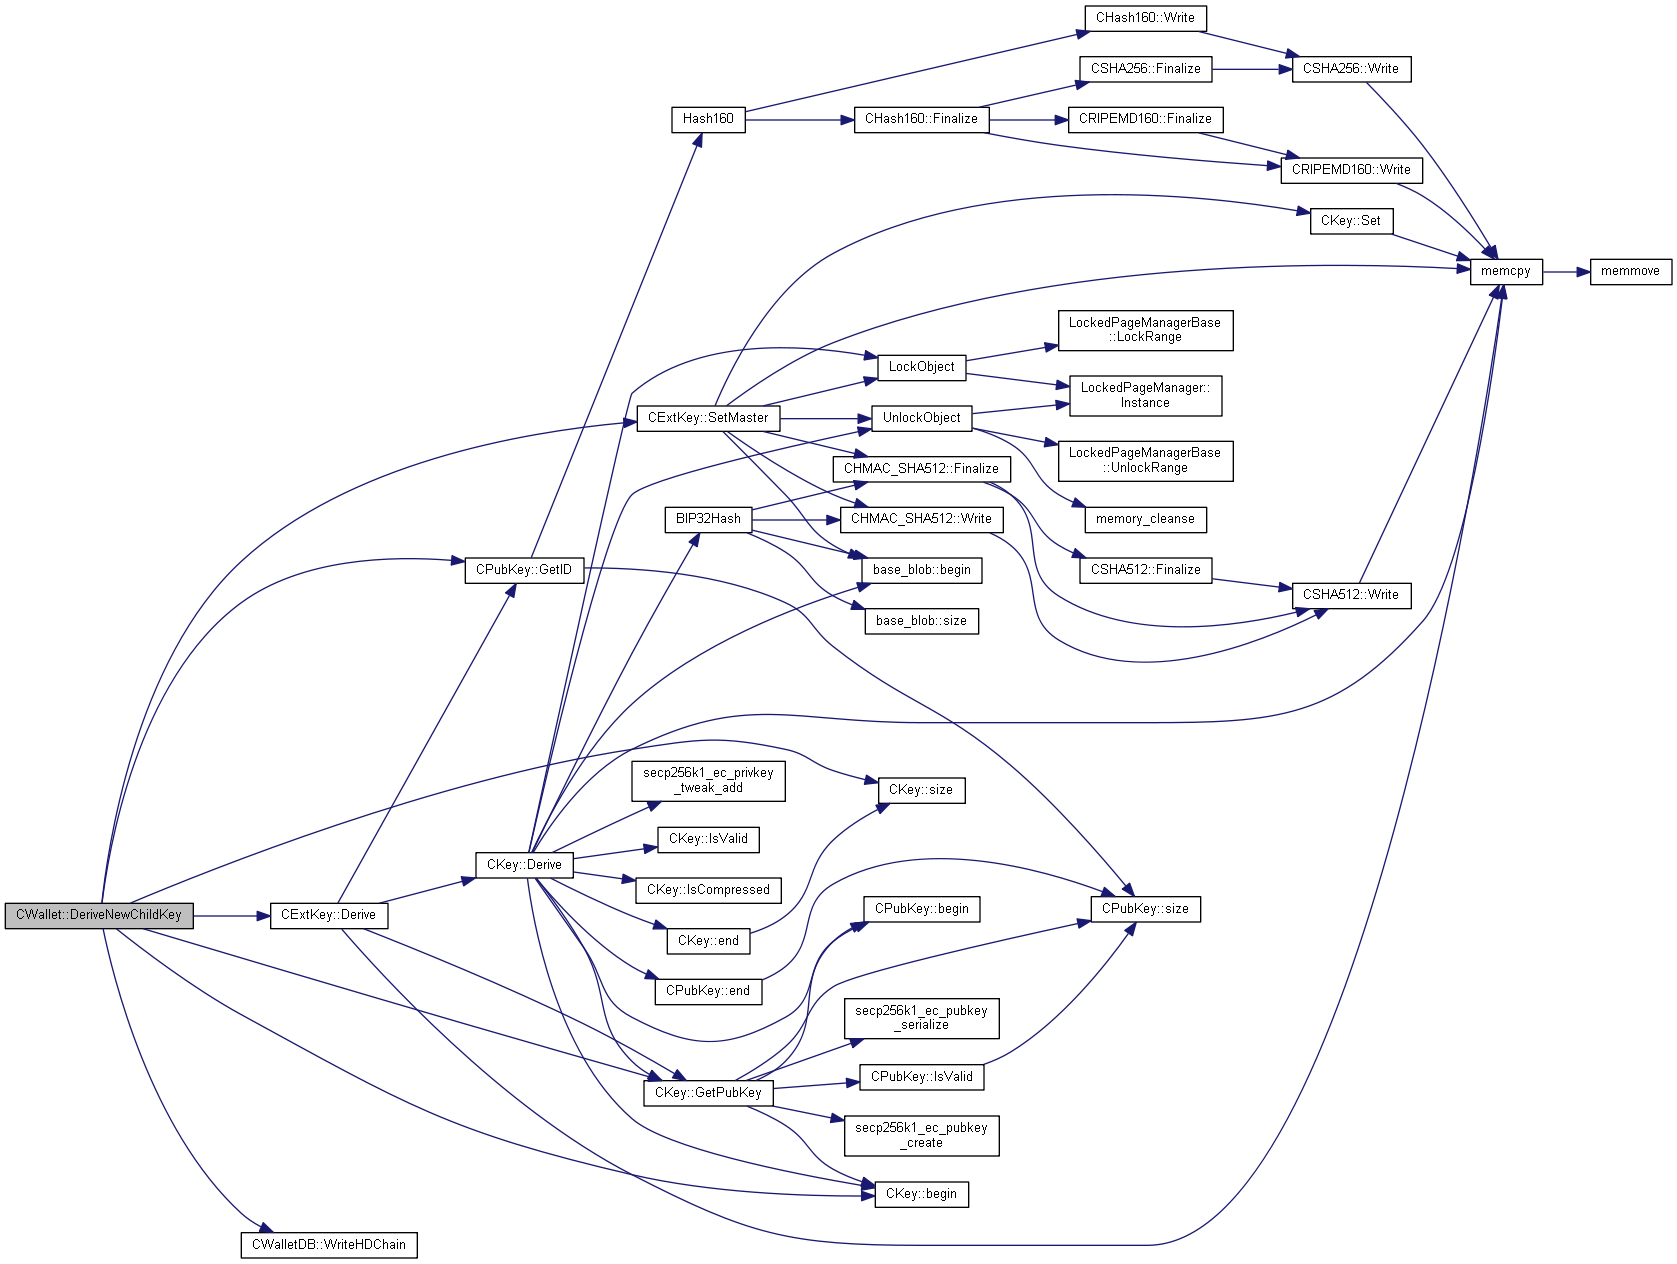 CHash160::Write
CSHA256::Finalize
CSHA256::Write
Hash160
CHash160::Finalize
CRIPEMD160::Finalize
CRIPEMD160::Write
CKey::Set
memcpy
memmove
LockedPageManagerBase
::LockRange
LockObject
LockedPageManager::
Instance
CExtKey::SetMaster
UnlockObject
LockedPageManagerBase
::UnlockRange
CHMAC_SHA512::Finalize
BIP32Hash
CHMAC_SHA512::Write
memory_cleanse
CPubKey::GetID
base_blob::begin
CSHA512::Finalize
CSHA512::Write
base_blob::size
secp256k1_ec_privkey
_tweak_add
CKey::size
CKey::IsValid
CKey::Derive
CKey::IsCompressed
CWallet::DeriveNewChildKey
CExtKey::Derive
CPubKey::begin
CPubKey::size
CKey::end
CPubKey::end
secp256k1_ec_pubkey
_serialize
CPubKey::IsValid
CKey::GetPubKey
secp256k1_ec_pubkey
_create
CKey::begin
CWalletDB::WriteHDChain